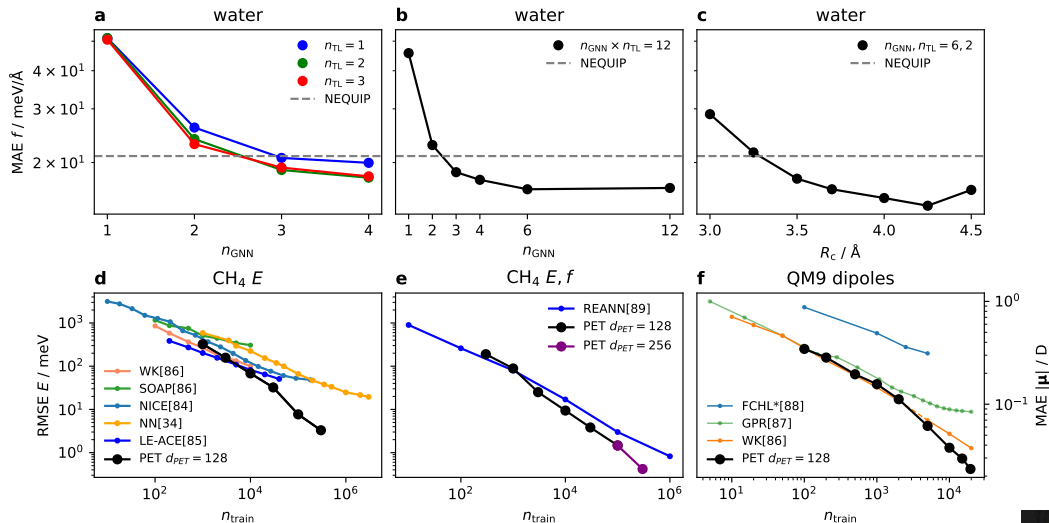 a water
b water
c water
MAE f / meV/Å
4 × 10¹
3 × 10¹
2 × 10¹
n_TL = 1
n_TL = 2
n_TL = 3
NEQUIP
1 2 3 4
n_GNN
n_GNN × n_TL = 12
NEQUIP
1 2 3 4 6 12
n_GNN
n_GNN, n_TL = 6, 2
NEQUIP
3.0 3.5 4.0 4.5
R_c / Å
d CH₄ E
e CH₄ E, f
f QM9 dipoles
RMSE E / meV
10³
10²
10¹
10⁰
WK[86]
SOAP[86]
NICE[84]
NN[34]
LE-ACE[85]
PET d_PET = 128
10² 10⁴ 10⁶
n_train
REANN[89]
PET d_PET = 128
PET d_PET = 256
10² 10⁴ 10⁶
n_train
FCHL*[88]
GPR[87]
WK[86]
PET d_PET = 128
10¹ 10² 10³ 10⁴
n_train
10⁰
10⁻¹
MAE |μ| / D